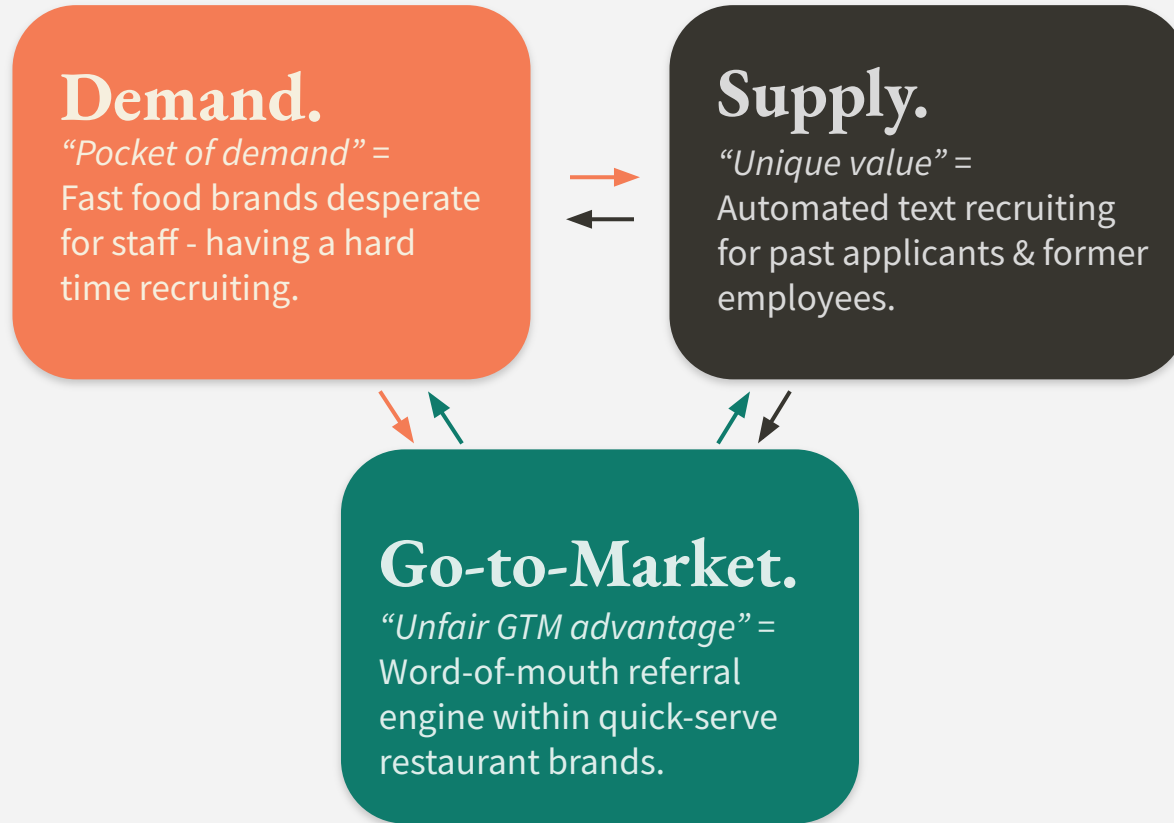 Demand.
“Pocket of demand” =
Fast food brands desperate
for staff - having a hard
time recruiting.
Supply.
“Unique value” =
Automated text recruiting
for past applicants & former
employees.
Go-to-Market.
“Unfair GTM advantage” =
Word-of-mouth referral
engine within quick-serve
restaurant brands.